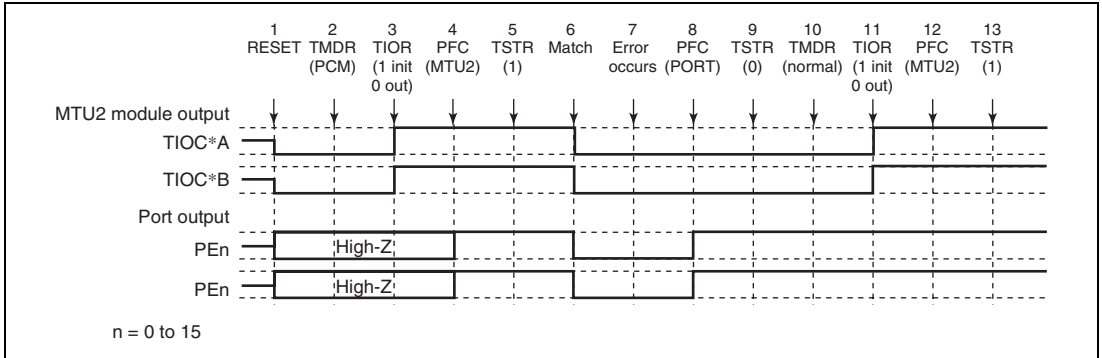 1 2 3 4 5 6 7 8 9 10 11 12 13
RESET TMDR TIOR PFC TSTR Match Error PFC TSTR TMDR TIOR PFC TSTR
(PCM) (1 init (MTU2) (1) occurs (PORT) (0) (normal) (1 init (MTU2) (1)
0 out) 0 out)
MTU2 module output
TIOC*A
TIOC*B
Port output
PEn High-Z
PEn High-Z
n = 0 to 15